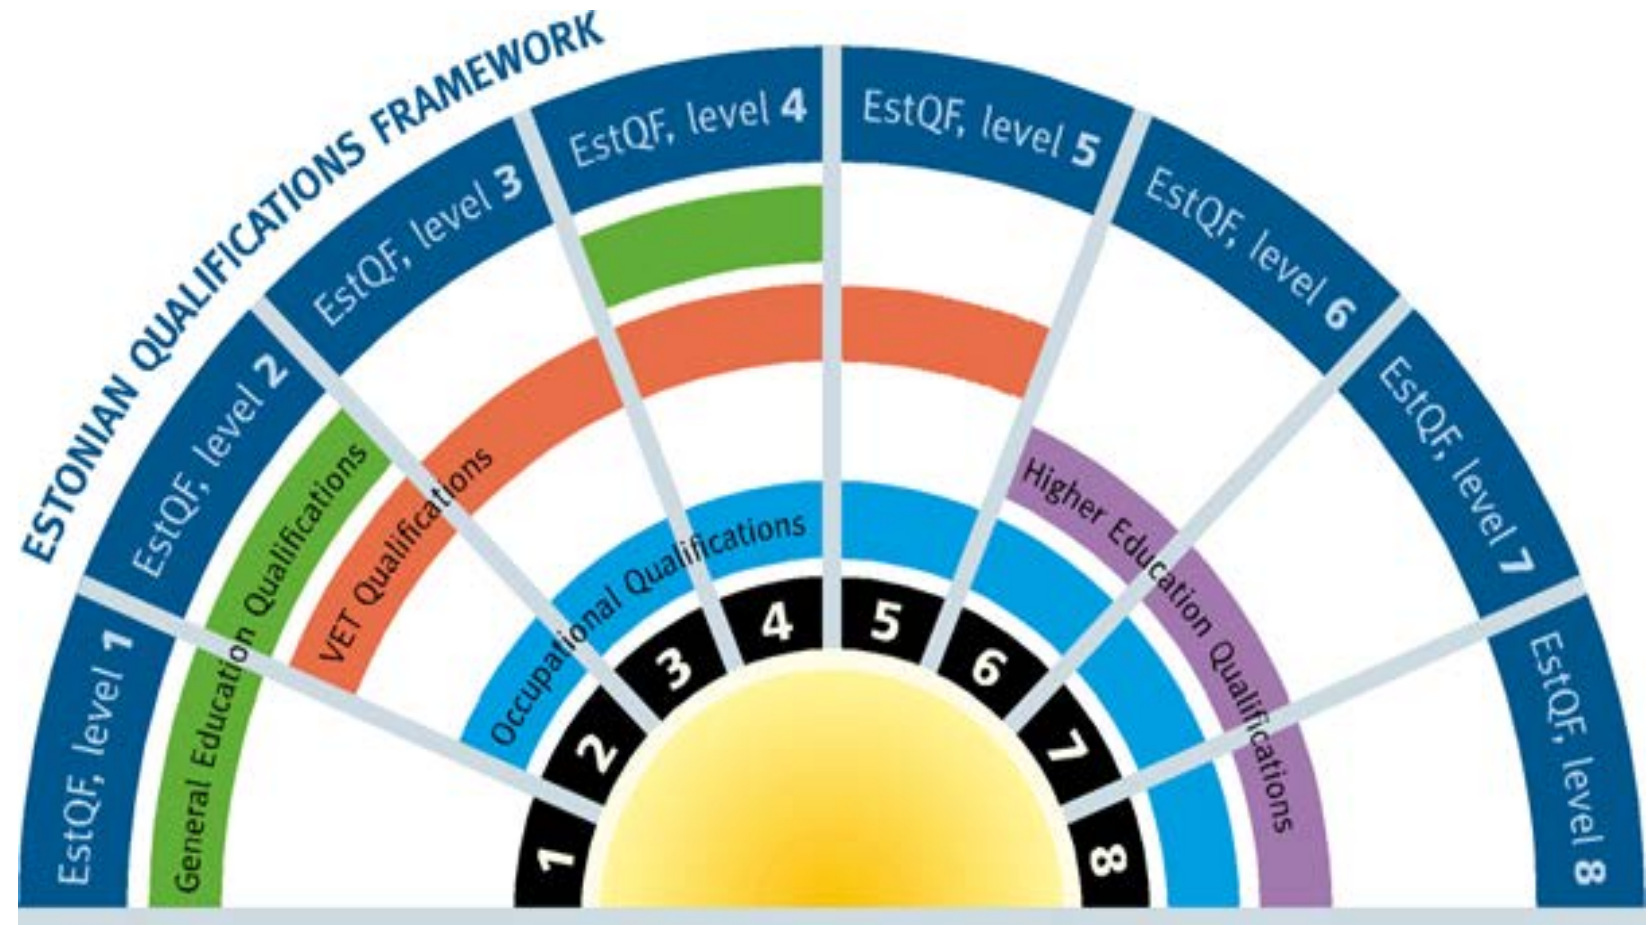 ESTONIAN QUALIFICATIONS FRAMEWORK
EstQF, level 1
EstQF, level 2
EstQF, level 3
EstQF, level 4
EstQF, level 5
EstQF, level 6
EstQF, level 7
EstQF, level 8
General Education Qualifications
VET Qualifications
Occupational Qualifications
Higher Education Qualifications
1
2
3
4
5
6
7
8